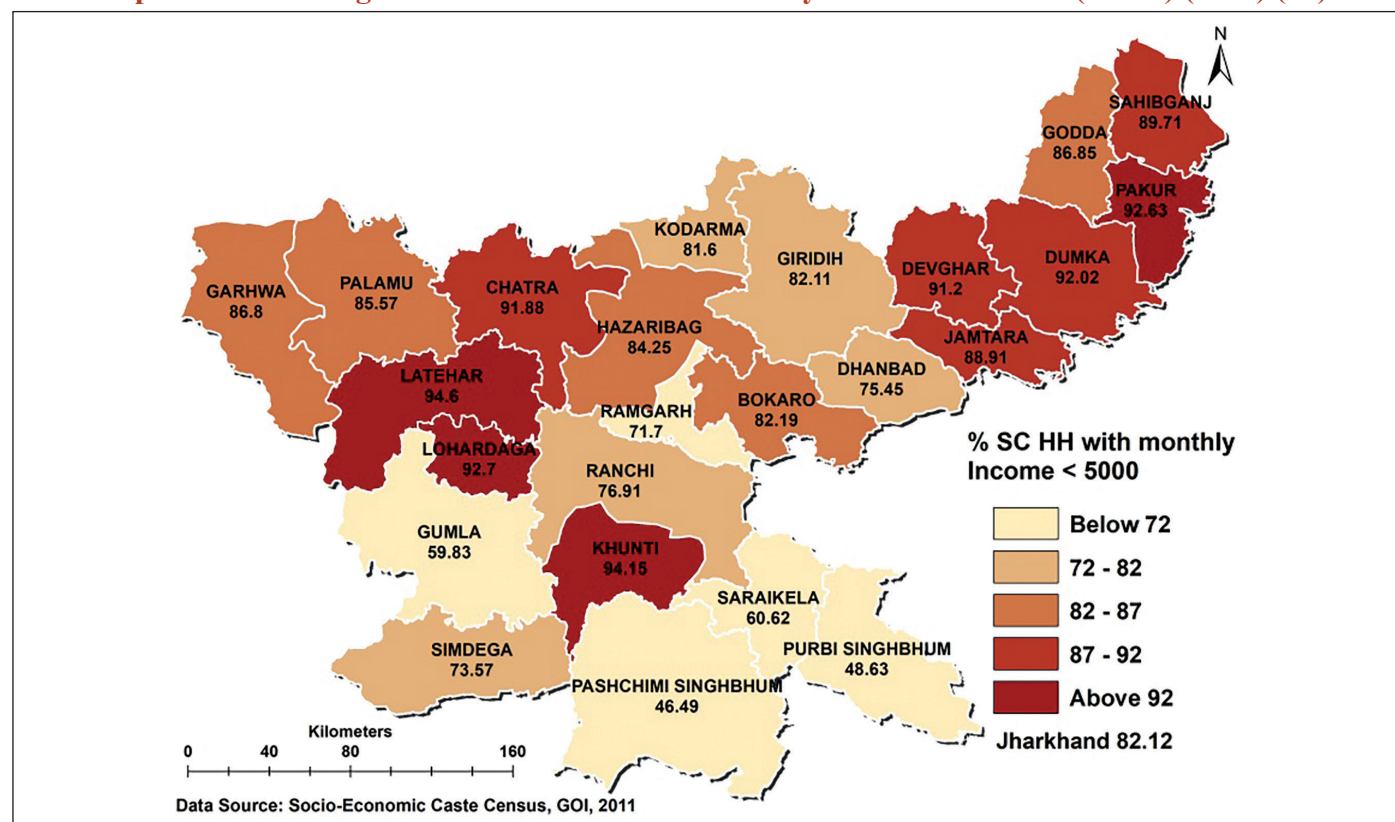 N
SAHIBGANJ
89.71
GODDA
86.85
PAKUR
92.63
KODARMA
81.6
GIRIDIH
82.11
DEVGHAR
91.2
DUMKA
92.02
GARHWA
86.8
PALAMU
85.57
CHATRA
91.88
HAZARIBAG
84.25
JAMTARA
88.91
DHANBAD
75.45
LATEHAR
94.6
BOKARO
82.19
RAMGARH
71.7
LOHARDAGA
92.7
RANCHI
76.91
GUMLA
59.83
KHUNTI
94.15
SARAIKELA
60.62
PURBI SINGHBHUM
48.63
SIMDEGA
73.57
PASHCHIMI SINGHBHUM
46.49
% SC HH with monthly
Income < 5000
Below 72
72 - 82
82 - 87
87 - 92
Above 92
Jharkhand 82.12
Kilometers
0 40 80 160
Data Source: Socio-Economic Caste Census, GOI, 2011